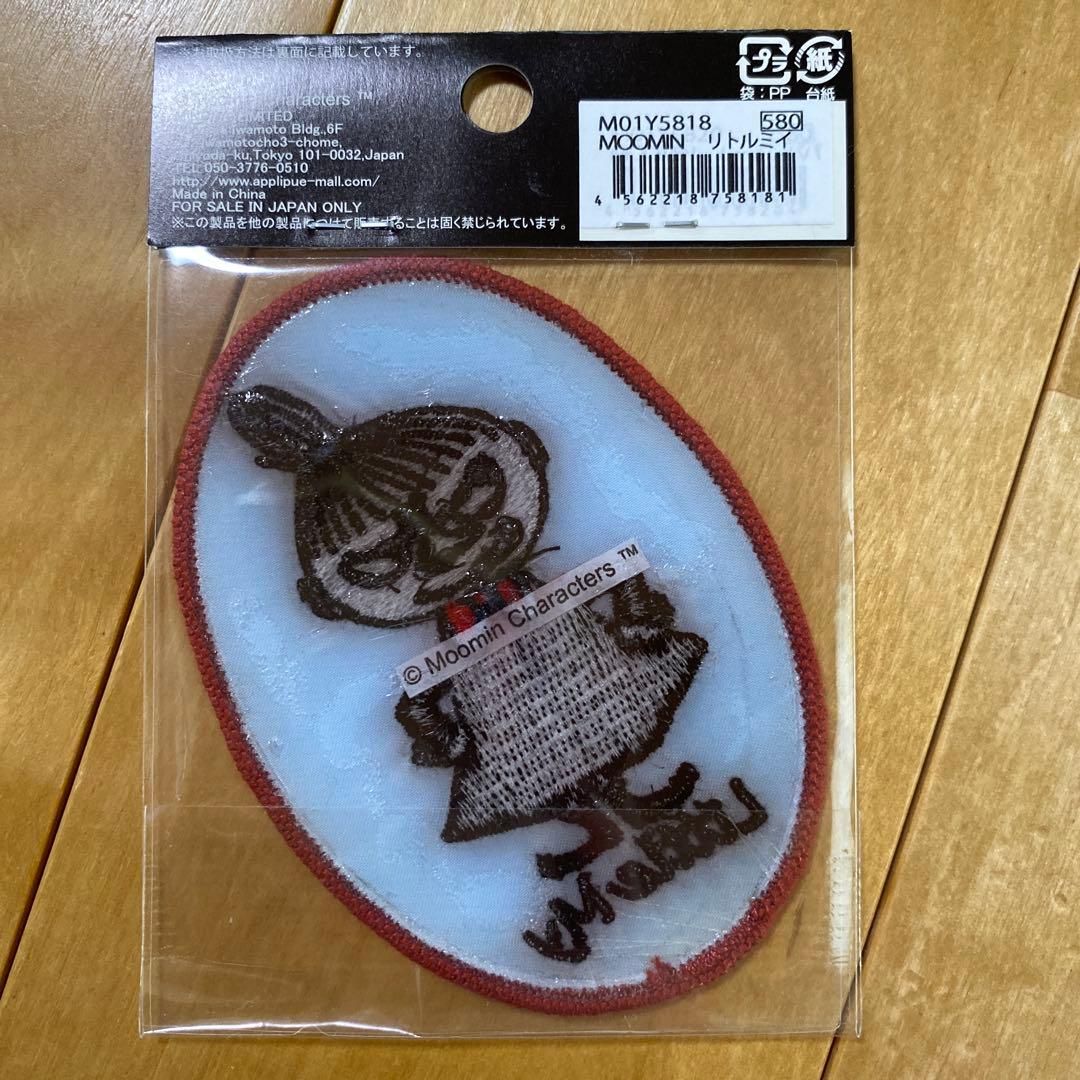 ※お取扱方法は裏面に記載しています。
Characters ™
LIMITED
Iwamoto Bldg.,6F
wamotocho3-chome,
Chiyoda-ku,Tokyo 101-0032,Japan
TEL 050-3776-0510
http://www.applipue-mall.com/
Made in China
FOR SALE IN JAPAN ONLY
※この製品を他の製品につけて販売することは固く禁じられています。
プラ 紙
袋：PP 台紙
M01Y5818 580
MOOMIN リトルミイ
4 562218 758181
© Moomin Characters ™